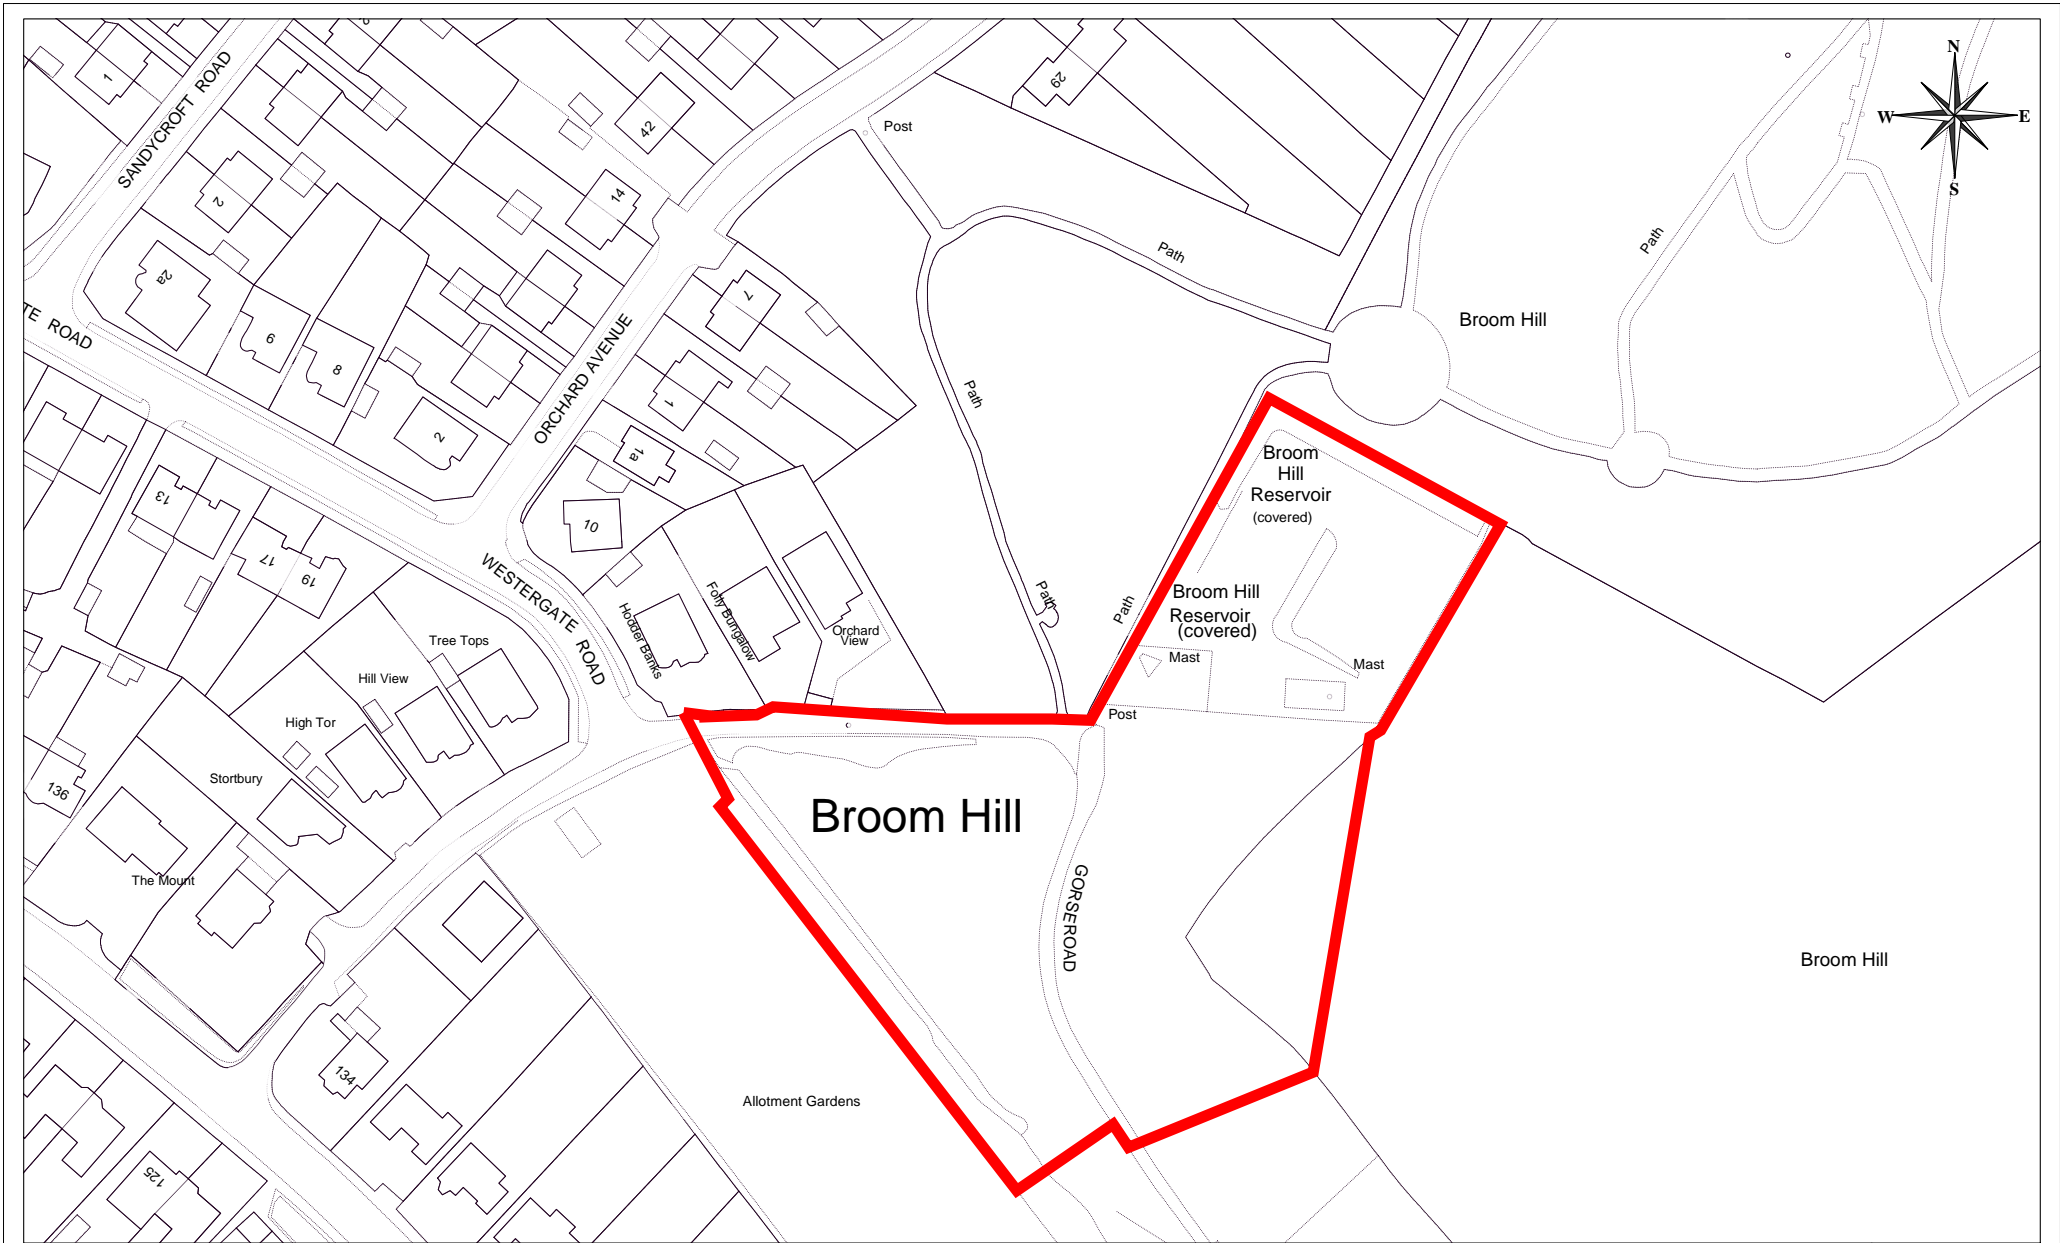 1
SANDYCROFT ROAD
2
2a
9
8
2
TE ROAD
42
14
Post
29
Path
N
W
E
S
Path
Broom Hill
7
ORCHARD AVENUE
1
1a
10
Path
Path
Path
Broom
Hill
Reservoir
(covered)
Broom Hill
Reservoir
(covered)
Mast
Mast
Post
13
17
19
WESTERGATE ROAD
Hodder Banks
Folly Bungalow
Orchard
View
Tree Tops
Hill View
High Tor
Stortbury
The Mount
136
Broom Hill
GORSEROAD
Broom Hill
134
Allotment Gardens
125